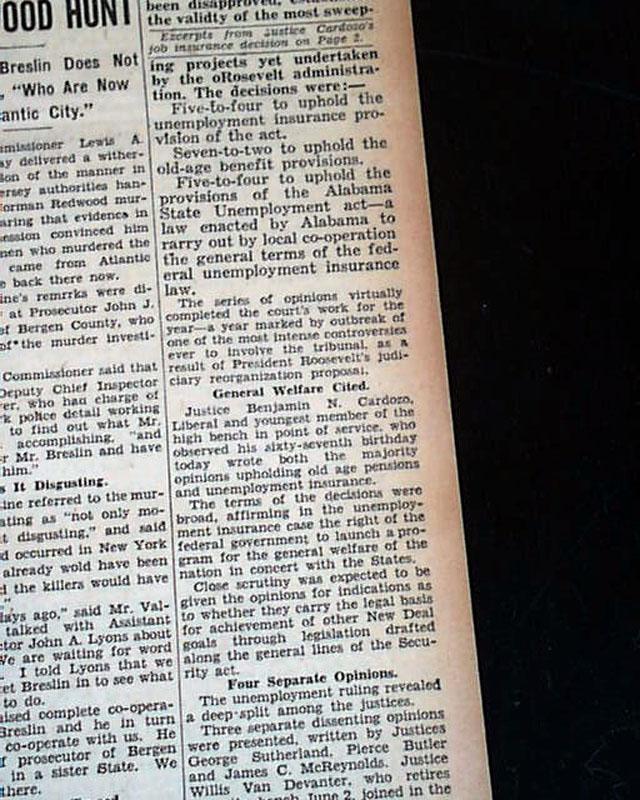 OOD HUNT
Breslin Does Not
"Who Are Now
antic City."
mmissioner Lewis A.
ay delivered a wither-
ion of the manner in
ersey authorities han-
orman Redwood mur-
aring that evidence in
ession convinced him
men who murdered the
came from Atlantic
e back there now.
ine's remrrks were di-
at Prosecutor John J.
of Bergen County, who
of the murder investi-
Commissioner said that
Deputy Chief Inspector
er, who had charge of
rk police detail working
to find out what Mr.
accomplishing, "and
r Mr. Breslin and have
him."
s It Disgusting.
ine referred to the mur-
ating as "not only mo-
t disgusting," and said
d occurred in New York
already wold have been
d the killers would have
days ago," said Mr. Val-
talked with Assistant
ctor John A. Lyons about
We are waiting for word
I told Lyons that we
et Breslin in to see what
to do.
ised complete co-opera-
Breslin and he in turn
co-operate with us. He
r prosecutor of Bergen
in a sister State. We
there.
been disapproved,
the validity of the most sweep-
Excerpts from Justice Cardozo's
job insurance decision on Page 2.
ing projects yet undertaken
by the oRosevelt administra-
tion. The decisions were:—
Five-to-four to uphold the
unemployment insurance pro-
vision of the act.
Seven-to-two to uphold the
old-age benefit provisions.
Five-to-four to uphold the
provisions of the Alabama
State Unemployment act—a
law enacted by Alabama to
rarry out by local co-operation
the general terms of the fed-
eral unemployment insurance
law.
The series of opinions virtually
completed the court's work for the
year—a year marked by outbreak of
one of the most intense controversies
ever to involve the tribunal, as a
result of President Roosevelt's judi-
ciary reorganization proposal.
General Welfare Cited.
Justice Benjamin N. Cardozo,
Liberal and youngest member of the
high bench in point of service, who
observed his sixty-seventh birthday
today wrote both the majority
opinions upholding old age pensions
and unemployment insurance.
The terms of the decisions were
broad, affirming in the unemploy-
ment insurance case the right of the
federal government to launch a pro-
gram for the general welfare of the
nation in concert with the States.
Close scrutiny was expected to be
given the opinions for indications as
to whether they carry the legal basis
for achievement of other New Deal
goals through legislation drafted
along the general lines of the Secu-
rity act.
Four Separate Opinions.
The unemployment ruling revealed
a deep split among the justices.
Three separate dissenting opinions
were presented, written by Justices
George Sutherland, Pierce Butler
and James C. McReynolds. Justice
Willis Van Devanter, who retires
bench June 2, joined in the